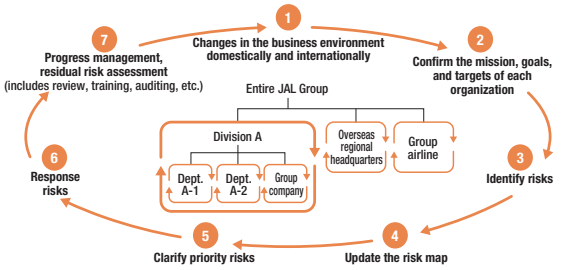 1
Changes in the business environment
domestically and internationally
2
Confirm the mission, goals,
and targets of each
organization
3
Identify risks
4
Update the risk map
5
Clarify priority risks
6
Response
risks
7
Progress management,
residual risk assessment
(includes review, training, auditing, etc.)
Entire JAL Group
Division A
Dept.
A-1
Dept.
A-2
Group
company
Overseas
regional
headquarters
Group
airline